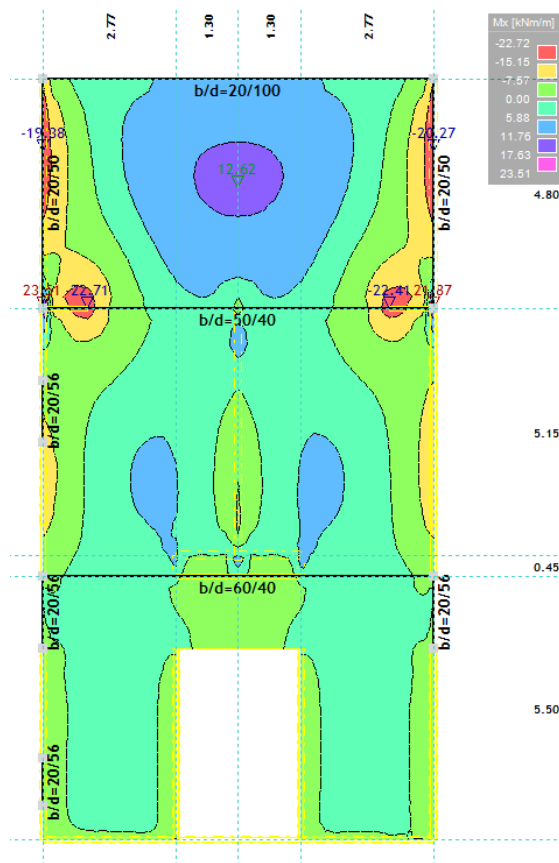 2.77
1.30
1.30
2.77
Mx [kNm/m]
-22.72
-15.15
-7.57
0.00
5.88
11.76
17.63
23.51
b/d=20/100
-19.38
-20.27
12.62
b/d=20/50
b/d=20/50
4.80
-22.71
-22.41
b/d=50/40
b/d=20/56
5.15
0.45
b/d=60/40
b/d=20/56
b/d=20/56
5.50
b/d=20/56